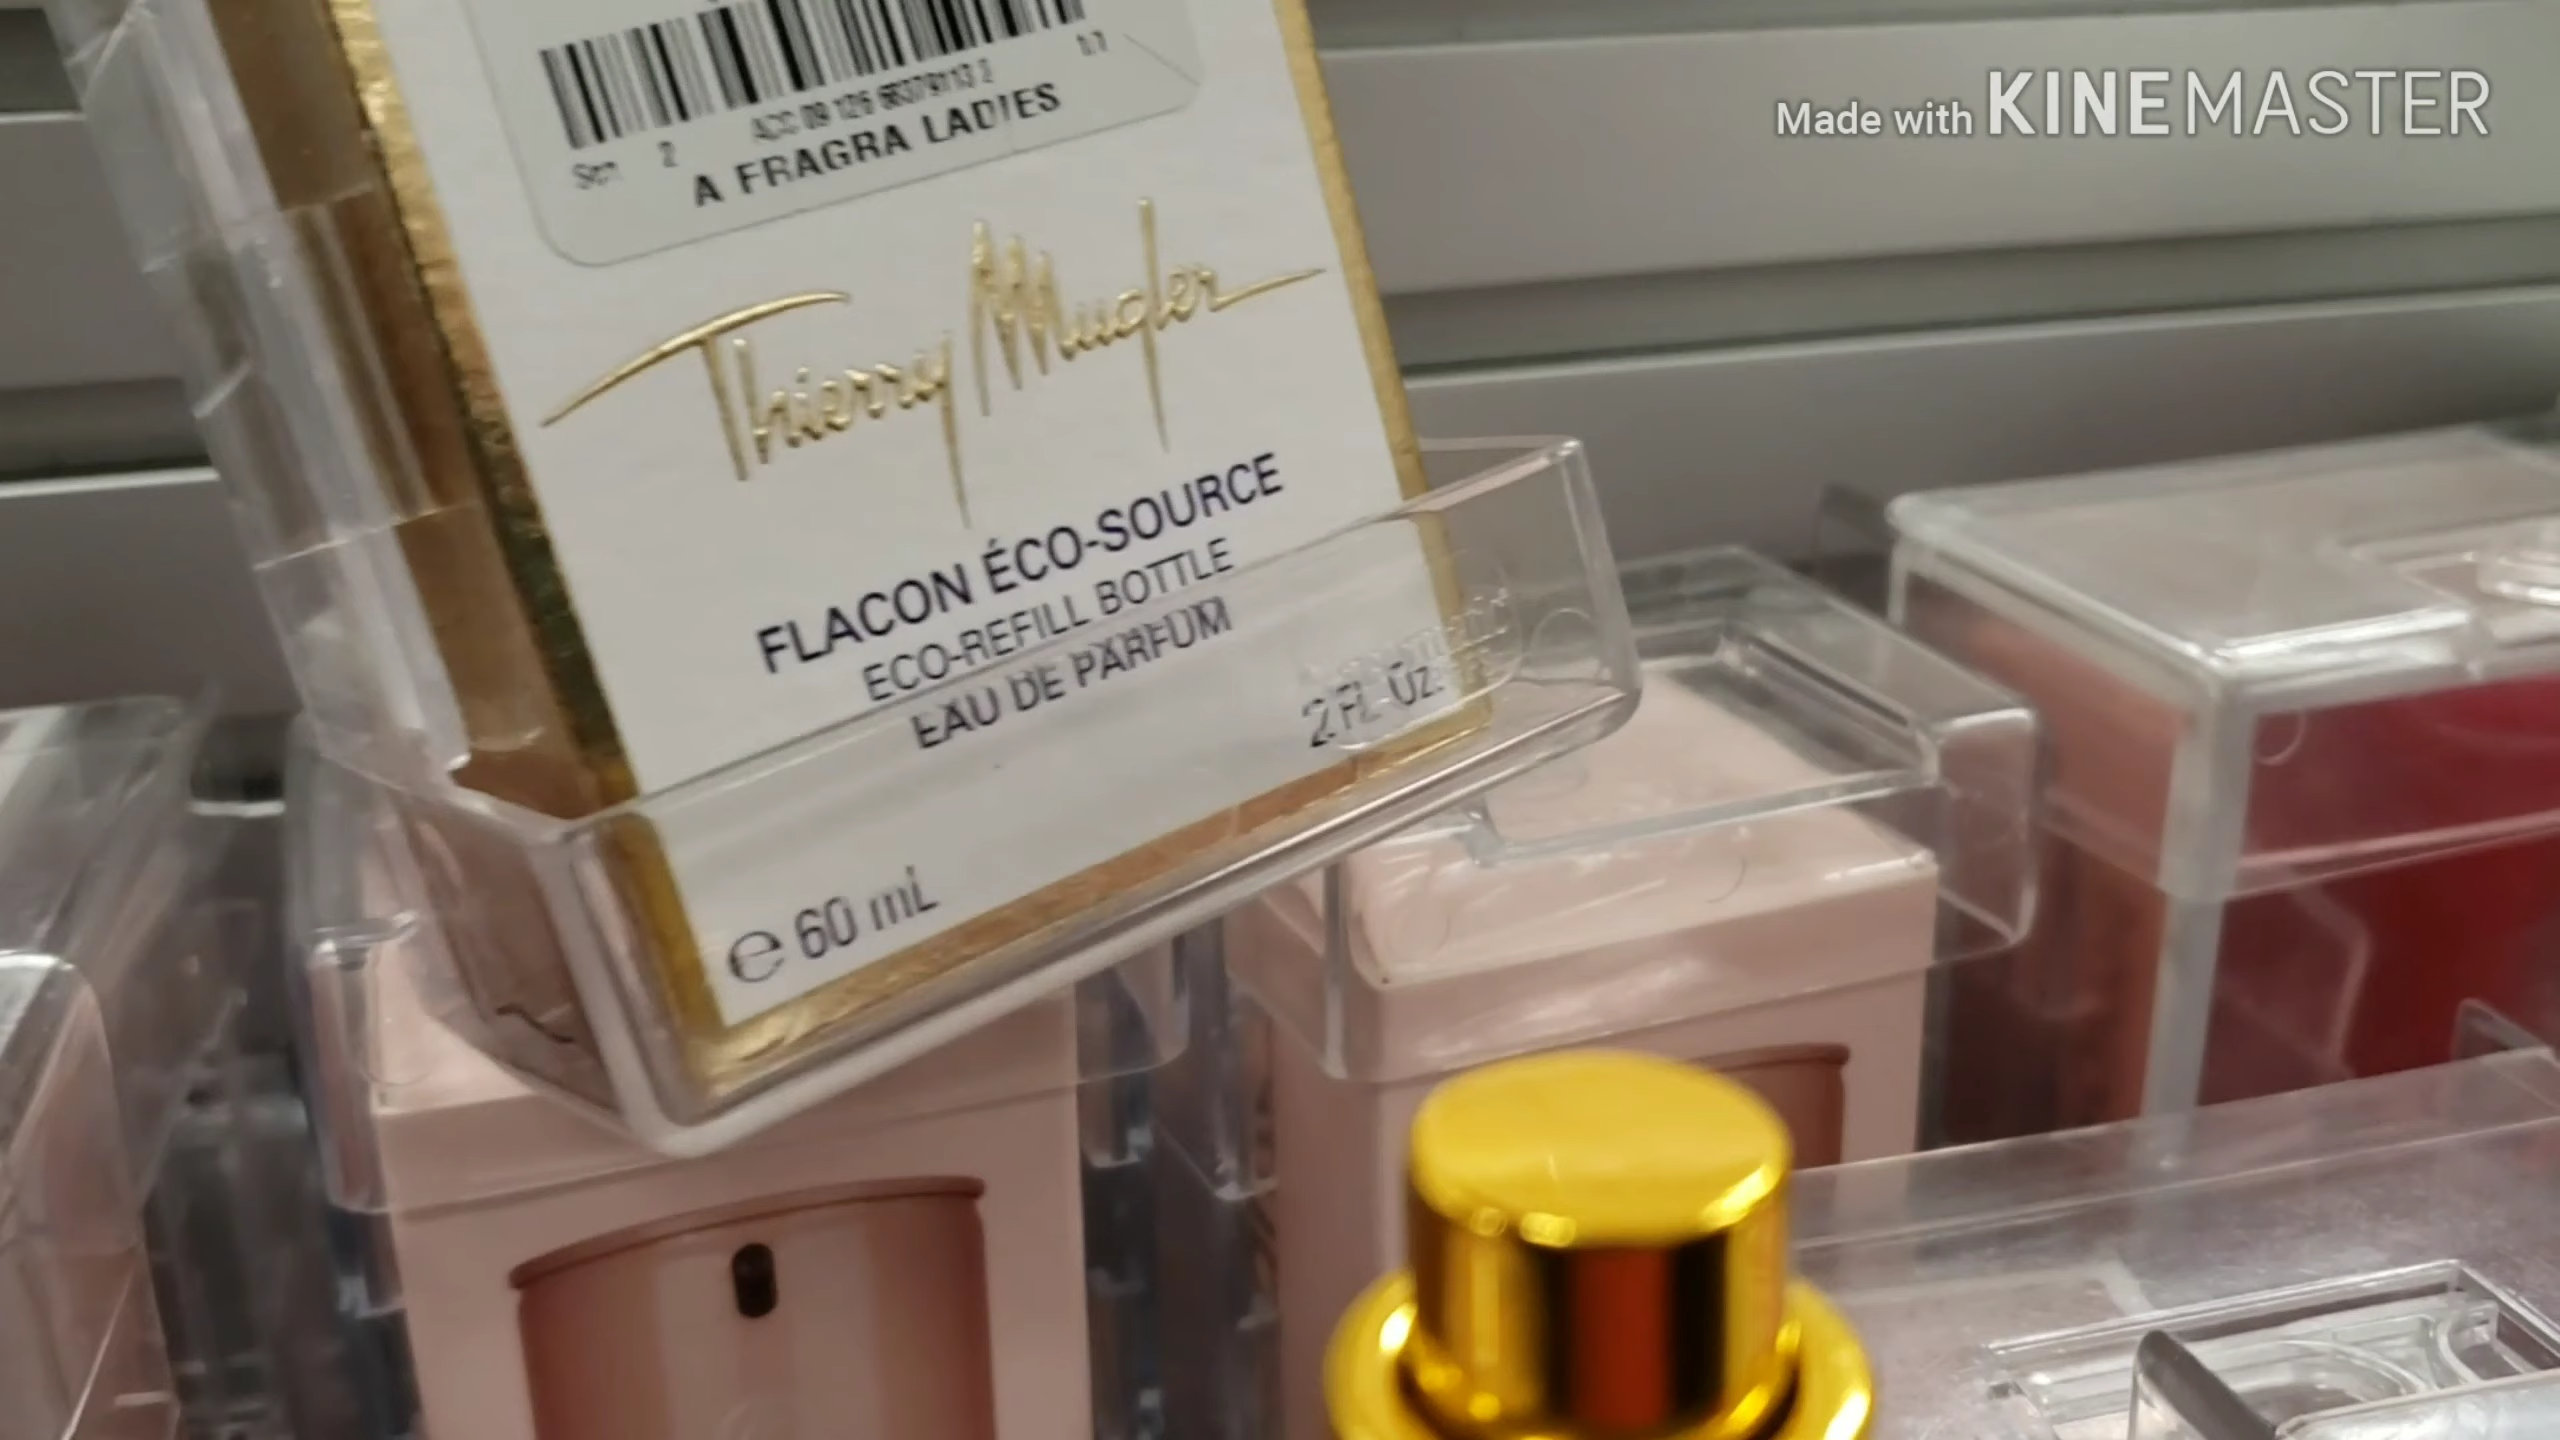 Made with KINEMASTER
A FRAGRA LADIES
Thierry Mugler
FLACON ÉCO-SOURCE
ECO-REFILL BOTTLE
EAU DE PARFUM
2 FL. Oz.
e 60 mL